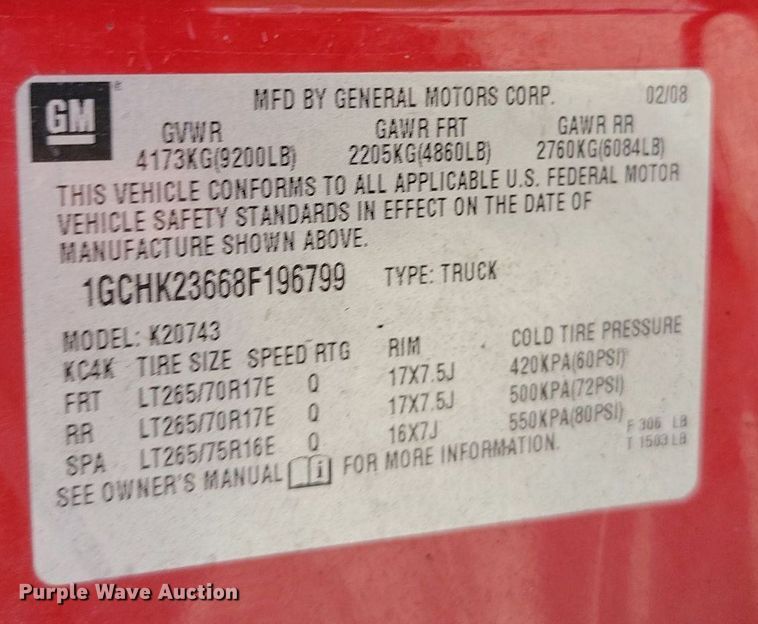 GM ® MFD BY GENERAL MOTORS CORP. 02/08
GVWR GAWR FRT GAWR RR
4173KG(9200LB) 2205KG(4860LB) 2760KG(6084LB)
THIS VEHICLE CONFORMS TO ALL APPLICABLE U.S. FEDERAL MOTOR
VEHICLE SAFETY STANDARDS IN EFFECT ON THE DATE OF
MANUFACTURE SHOWN ABOVE.
1GCHK23668F196799 TYPE: TRUCK
MODEL: K20743
KC4K TIRE SIZE SPEED RTG RIM COLD TIRE PRESSURE
FRT LT265/70R17E Q 17X7.5J 420KPA(60PSI)
RR LT265/70R17E Q 17X7.5J 500KPA(72PSI)
SPA LT265/75R16E Q 16X7J 550KPA(80PSI) F 306 LB
T 1503 LB
SEE OWNER'S MANUAL i FOR MORE INFORMATION.
Purple Wave Auction